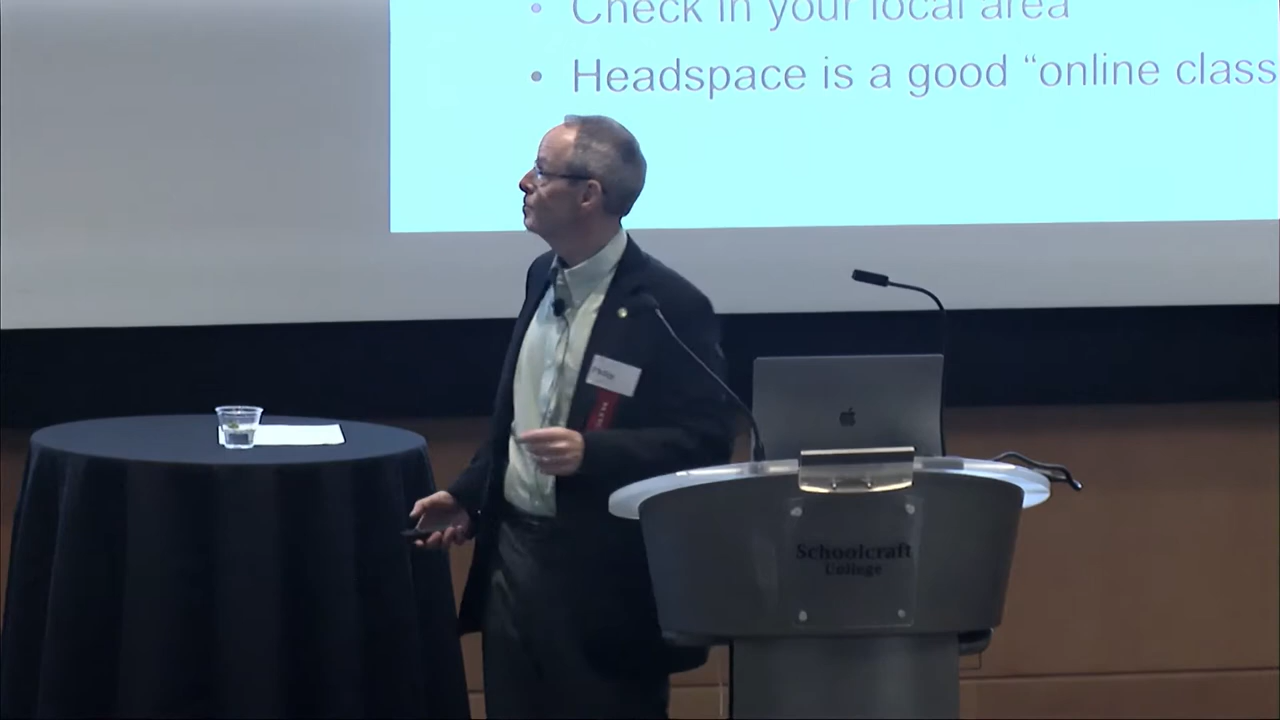 • Check in your local area
• Headspace is a good “online class
Schoolcraft
College